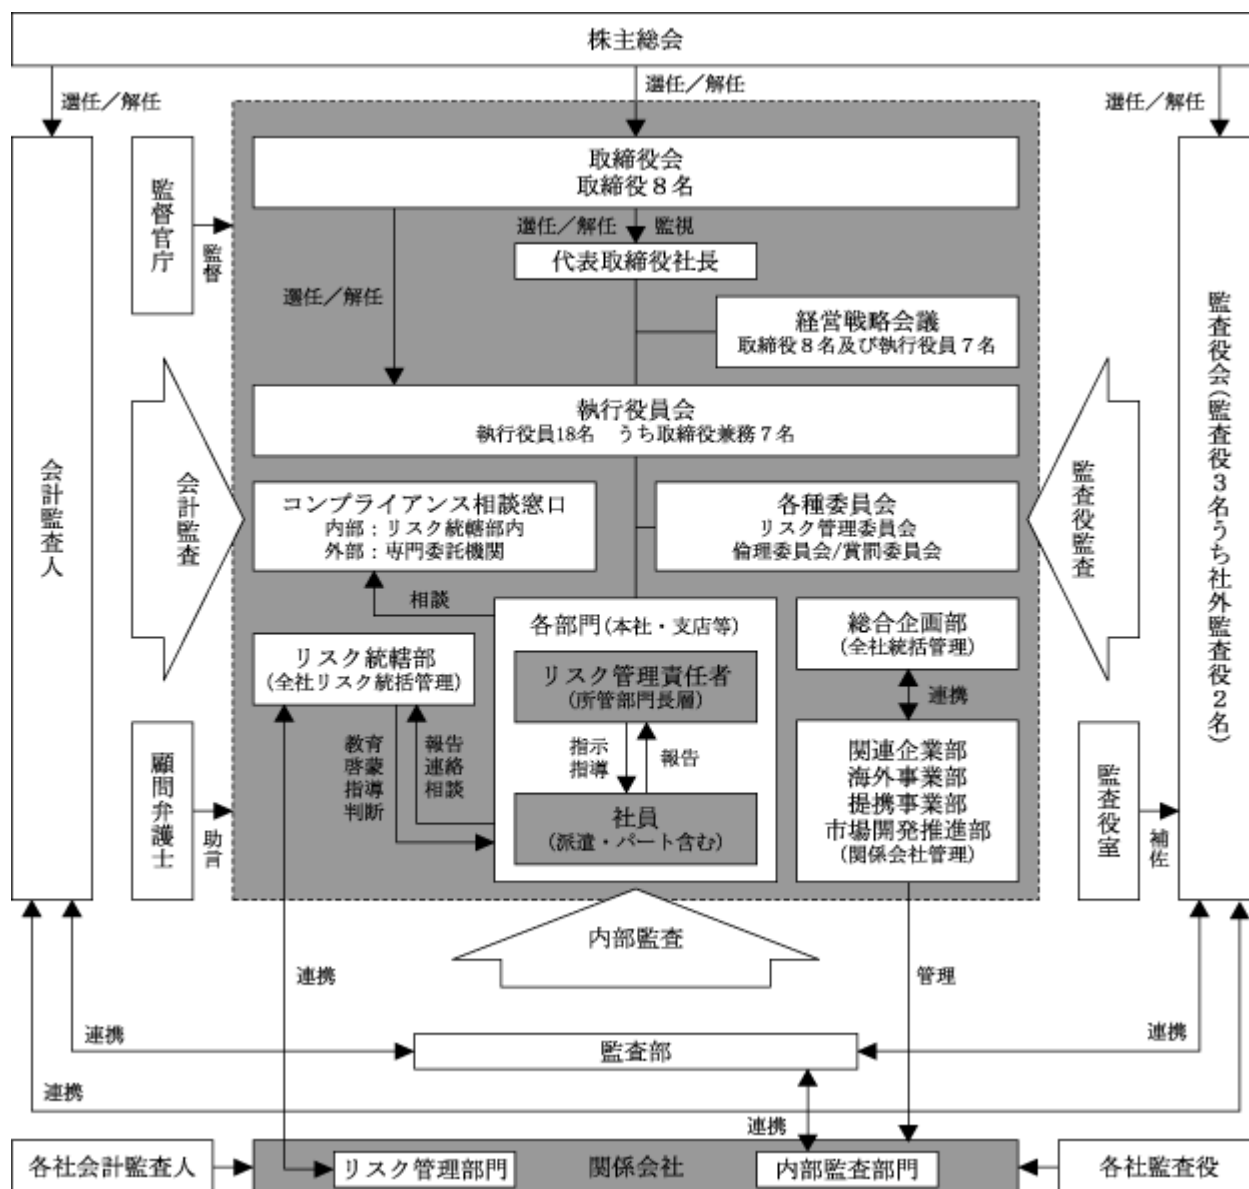 株主総会
選任／解任
選任／解任
選任／解任
会計監査人
監督官庁
監督
取締役会
取締役８名
選任／解任
監視
代表取締役社長
選任／解任
経営戦略会議
取締役８名及び執行役員７名
執行役員会
執行役員18名　うち取締役兼務７名
会計監査
監査役監査
監査役会（監査役３名うち社外監査役２名）
コンプライアンス相談窓口
内部：リスク統轄部内
外部：専門委託機関
各種委員会
リスク管理委員会
倫理委員会/賞罰委員会
相談
各部門(本社・支店等)
リスク管理責任者
(所管部門長層)
指示
指導
報告
社員
(派遣・パート含む)
リスク統轄部
(全社リスク統括管理)
教育
啓蒙
指導
判断
報告
連絡
相談
総合企画部
(全社統括管理)
連携
関連企業部
海外事業部
提携事業部
市場開発推進部
(関係会社管理)
顧問弁護士
助言
監査役室
補佐
内部監査
連携
管理
連携
監査部
連携
連携
連携
各社会計監査人
リスク管理部門
関係会社
内部監査部門
各社監査役